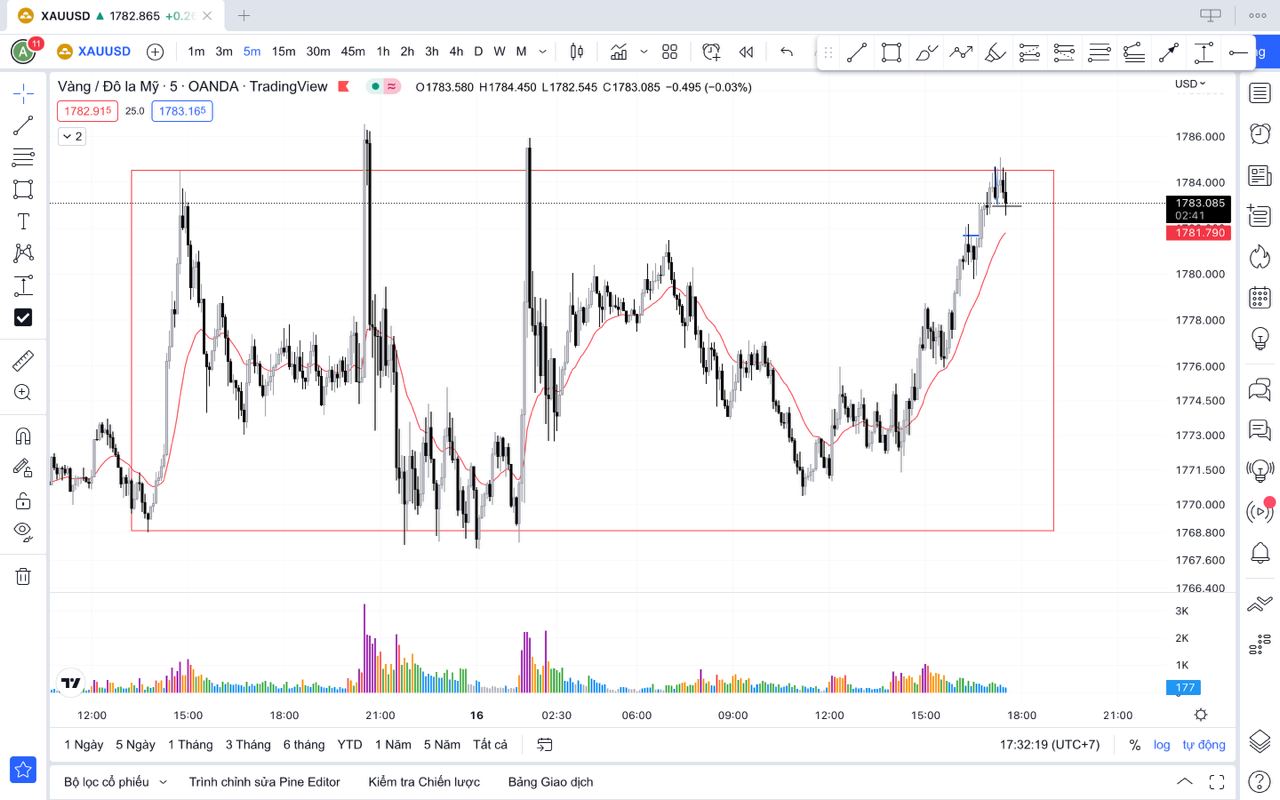 XAUUSD ▲ 1782.865 +0.2
A 11 XAUUSD 1m 3m 5m 15m 30m 45m 1h 2h 3h 4h D W M
Vàng / Đô la Mỹ · 5 · OANDA · TradingView O1783.580 H1784.450 L1782.545 C1783.085 −0.495 (−0.03%)
1782.915 25.0 1783.165
2
USD
1786.000
1784.000
1783.085
02:41
1781.790
1780.000
1778.000
1776.000
1774.500
1773.000
1771.500
1770.000
1768.800
1767.600
1766.400
3K
2K
1K
177
12:00 15:00 18:00 21:00 16 02:30 06:00 09:00 12:00 15:00 18:00 21:00
1 Ngày 5 Ngày 1 Tháng 3 Tháng 6 tháng YTD 1 Năm 5 Năm Tất cả 17:32:19 (UTC+7) % log tự động
Bộ lọc cổ phiếu Trình chỉnh sửa Pine Editor Kiểm tra Chiến lược Bảng Giao dịch